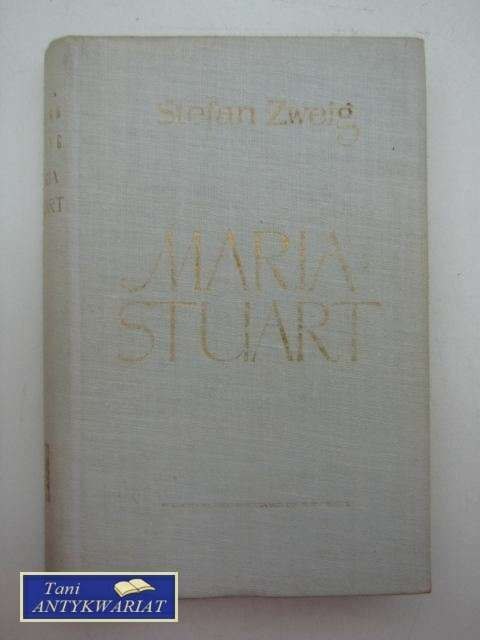 Stefan Zweig
MARIA
STUART
Tani
ANTYKWARIAT